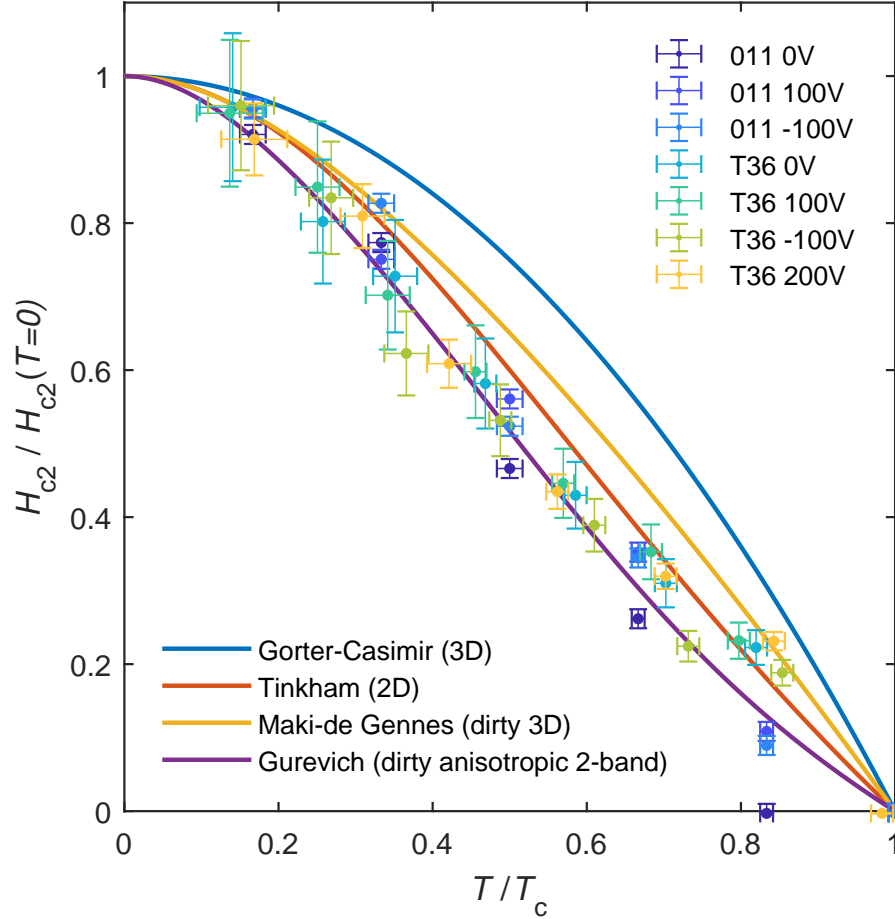 011 0V
011 100V
011 -100V
T36 0V
T36 100V
T36 -100V
T36 200V
Gorter-Casimir (3D)
Tinkham (2D)
Maki-de Gennes (dirty 3D)
Gurevich (dirty anisotropic 2-band)
1
0.8
0.6
0.4
0.2
0
0 0.2 0.4 0.6 0.8 1
H_c2 / H_c2(T=0)
T / T_c